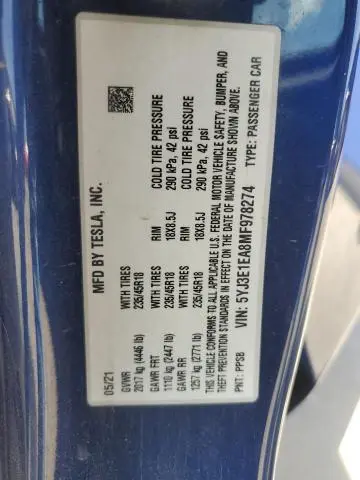 MFD BY TESLA, INC.
05/21
GVWR
2017 kg (4446 lb)
WITH TIRES
235/45R18
RIM
18X8.5J
COLD TIRE PRESSURE
290 kPa, 42 psi
GAWR FRT
1110 kg (2447 lb)
WITH TIRES
235/45R18
RIM
18X8.5J
COLD TIRE PRESSURE
290 kPa, 42 psi
GAWR RR
1257 kg (2771 lb)
THIS VEHICLE CONFORMS TO ALL APPLICABLE U.S. FEDERAL MOTOR VEHICLE SAFETY, BUMPER, AND
THEFT PREVENTION STANDARDS IN EFFECT ON THE DATE OF MANUFACTURE SHOWN ABOVE.
PNT: PPSB
VIN: 5YJ3E1EA8MF978274
TYPE: PASSENGER CAR